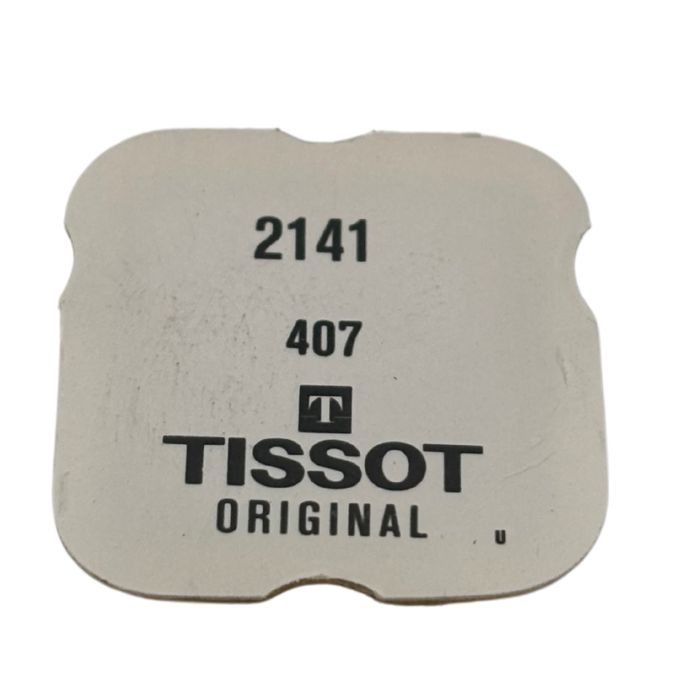 2141
407
T
TISSOT
ORIGINAL
u